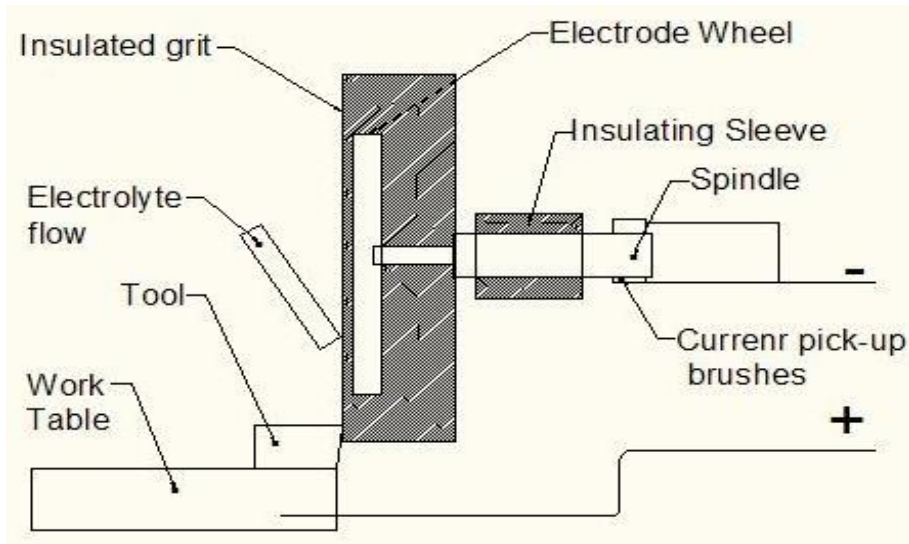 Insulated grit
Electrode Wheel
Insulating Sleeve
Spindle
Electrolyte
flow
Tool
-
Currenr pick-up
brushes
Work
Table
+